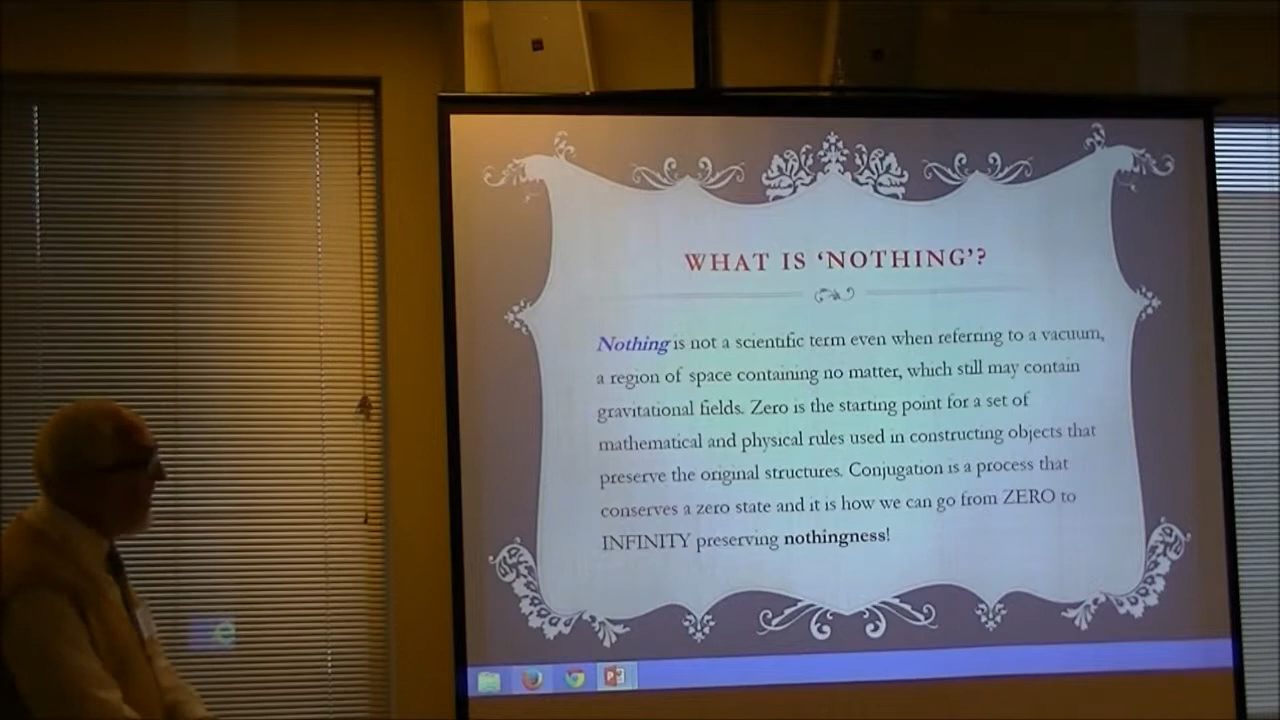 WHAT IS ‘NOTHING’?
Nothing is not a scientific term even when referring to a vacuum,
a region of space containing no matter, which still may contain
gravitational fields. Zero is the starting point for a set of
mathematical and physical rules used in constructing objects that
preserve the original structures. Conjugation is a process that
conserves a zero state and it is how we can go from ZERO to
INFINITY preserving nothingness!